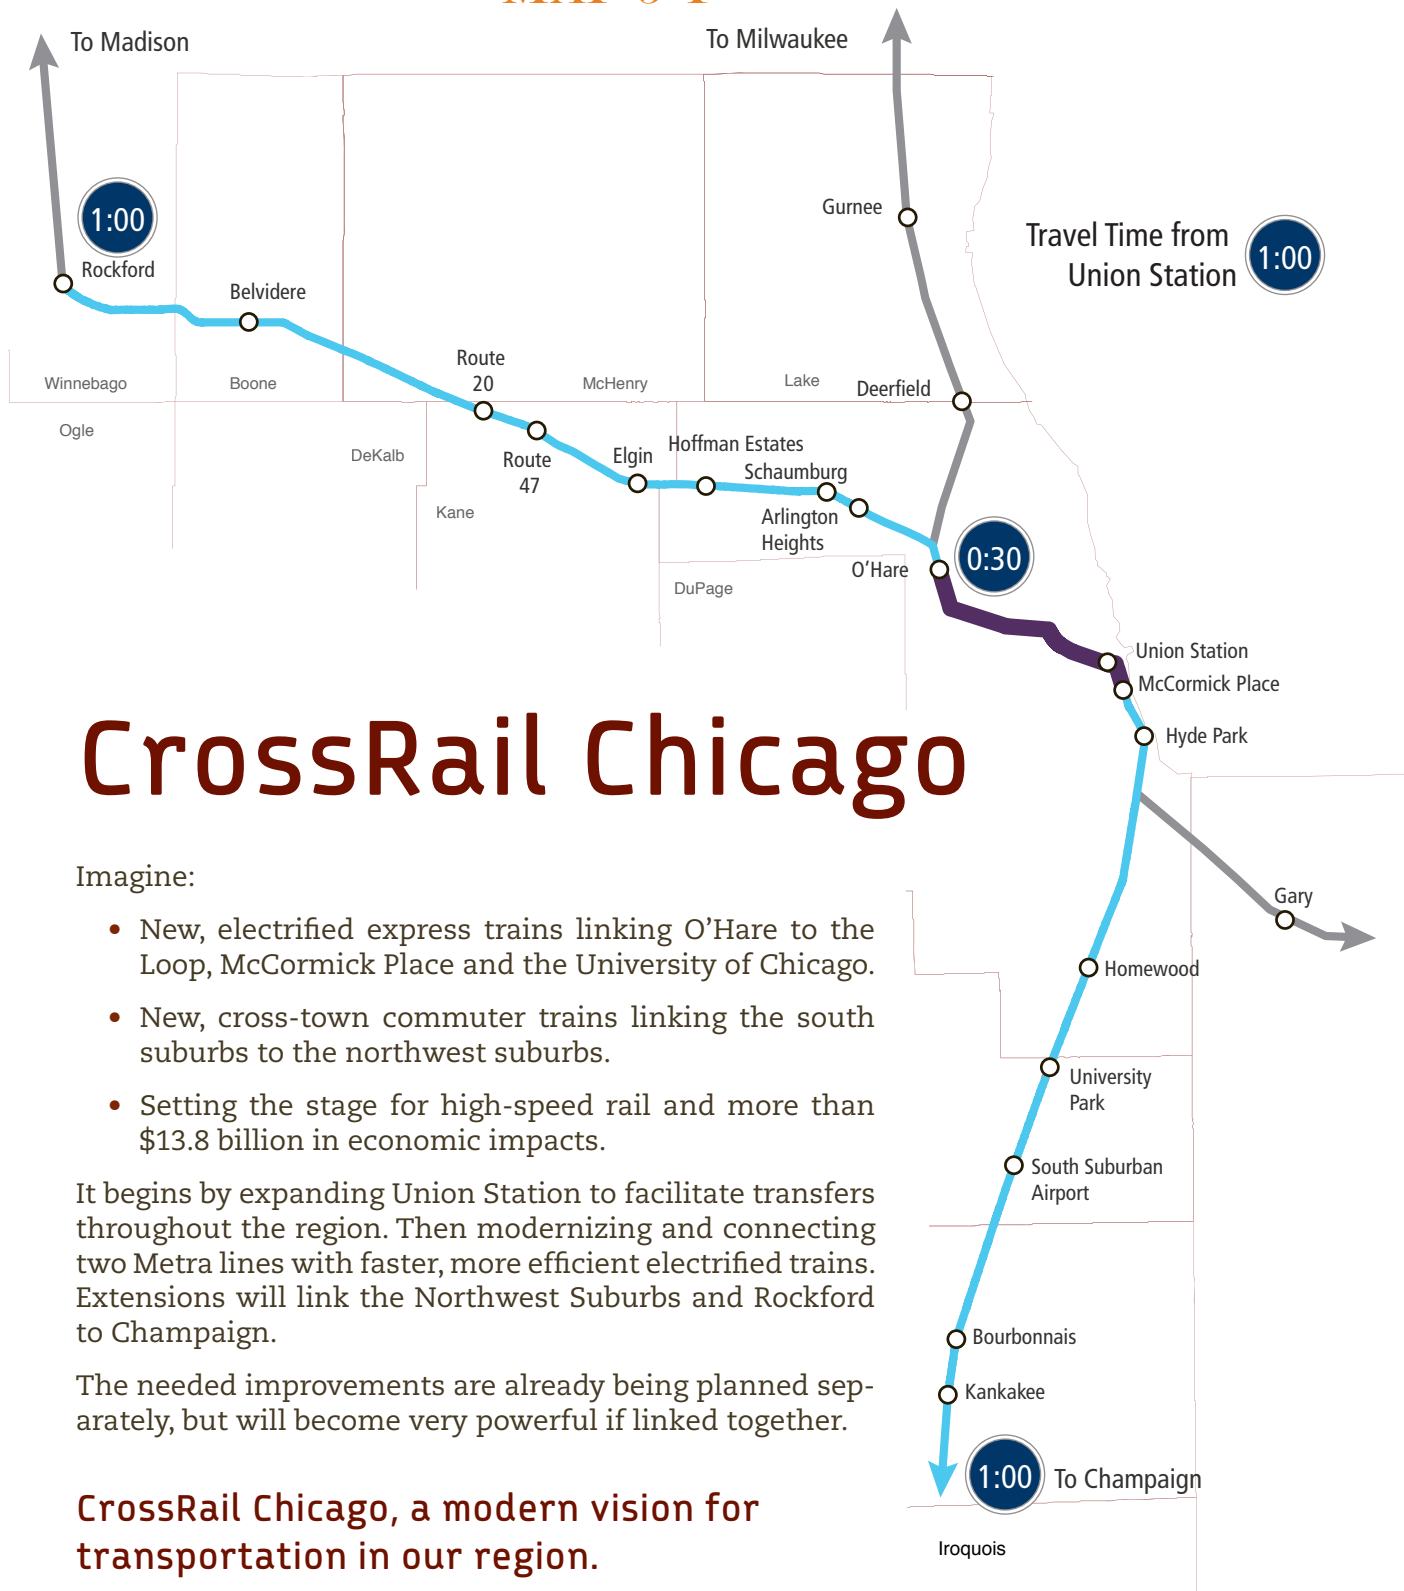 To Madison
To Milwaukee
1:00
Rockford
Belvidere
Gurnee
Travel Time from
Union Station
1:00
Route
20
Winnebago
Boone
McHenry
Lake
Deerfield
Ogle
DeKalb
Route
47
Elgin
Hoffman Estates
Schaumburg
Kane
Arlington
Heights
O'Hare
0:30
DuPage
Union Station
McCormick Place
Hyde Park
CrossRail Chicago
Imagine:
• New, electrified express trains linking O'Hare to the
Loop, McCormick Place and the University of Chicago.
• New, cross-town commuter trains linking the south
suburbs to the northwest suburbs.
• Setting the stage for high-speed rail and more than
$13.8 billion in economic impacts.
It begins by expanding Union Station to facilitate transfers
throughout the region. Then modernizing and connecting
two Metra lines with faster, more efficient electrified trains.
Extensions will link the Northwest Suburbs and Rockford
to Champaign.
The needed improvements are already being planned sep-
arately, but will become very powerful if linked together.
CrossRail Chicago, a modern vision for
transportation in our region.
Gary
Homewood
University
Park
South Suburban
Airport
Bourbonnais
Kankakee
1:00
To Champaign
Iroquois